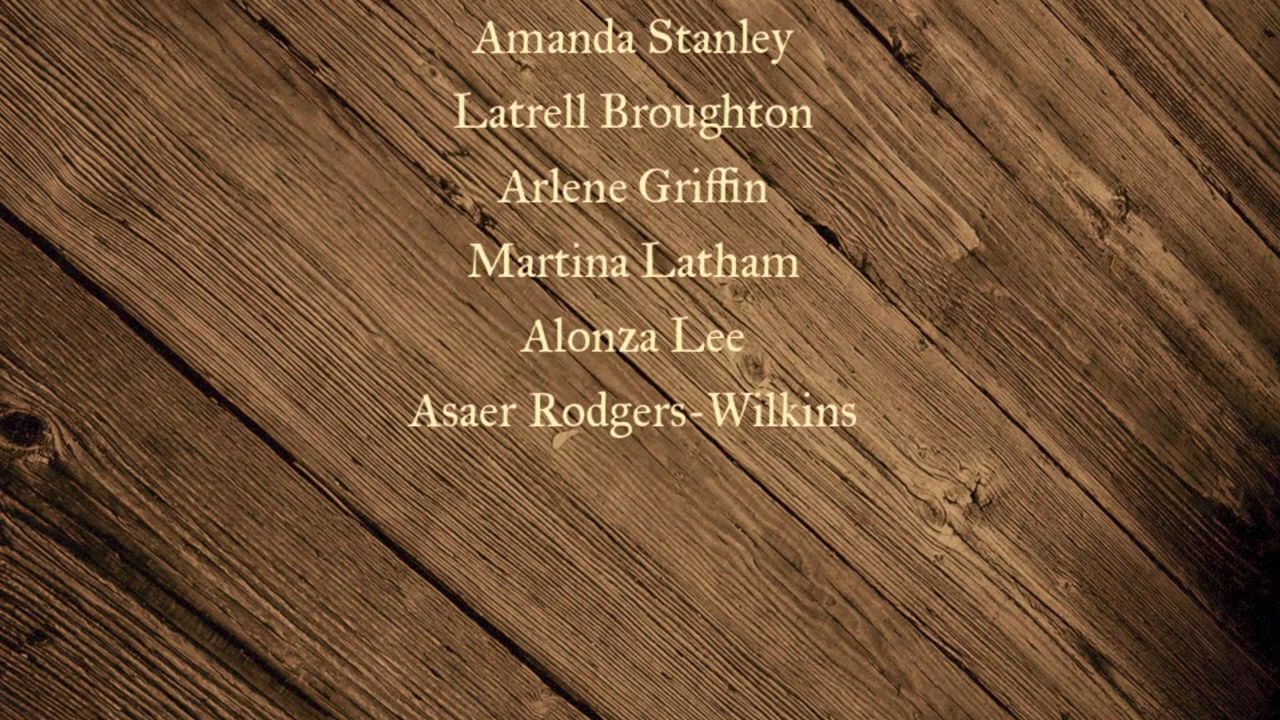 Amanda Stanley
Latrell Broughton
Arlene Griffin
Martina Latham
Alonza Lee
Asaer Rodgers-Wilkins